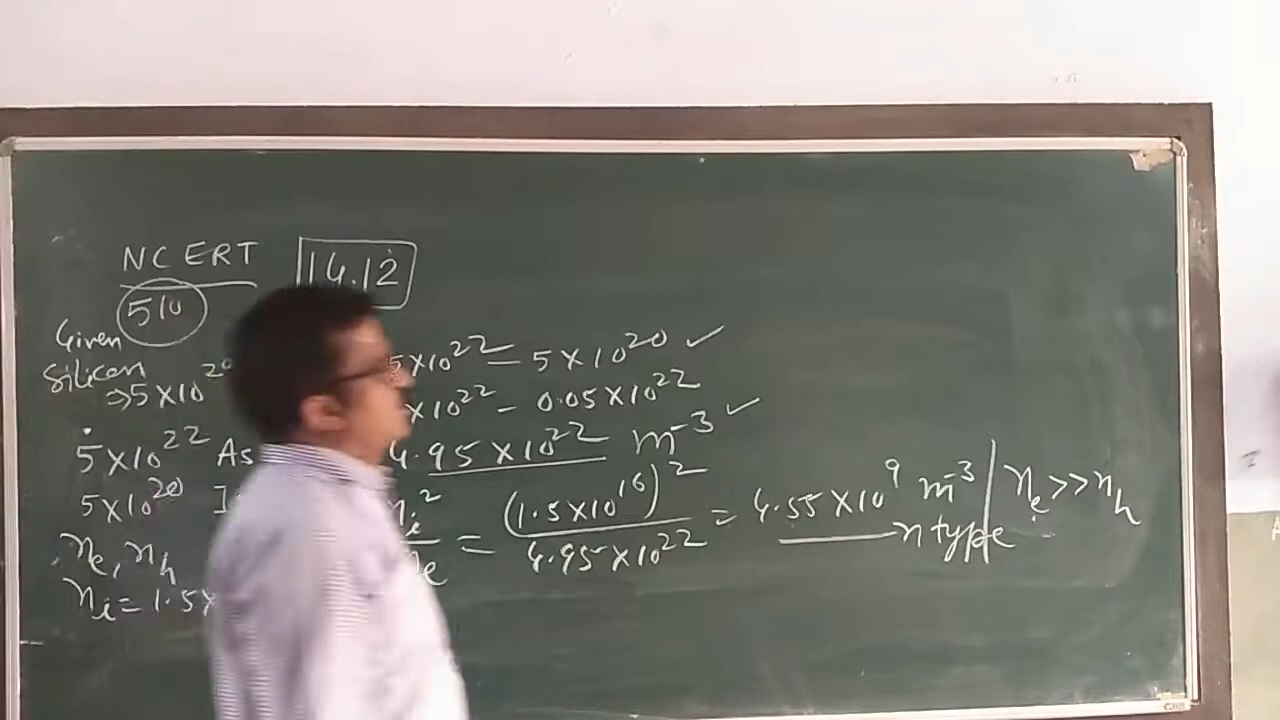 NCERT 14.12
510
Given
Silicon
⇒5×10²⁰ 5×10²² = 5×10²⁰ ✓
×10²² - 0.05×10²²
5×10²² As 4.95×10²² m⁻³ ✓
5×10²⁰ nᵢ²/nₑ = (1.5×10¹⁶)²/4.95×10²² = 4.55×10⁹ m⁻³ / nₑ>>nₕ
n type
nₑ, nₕ
nᵢ = 1.5×